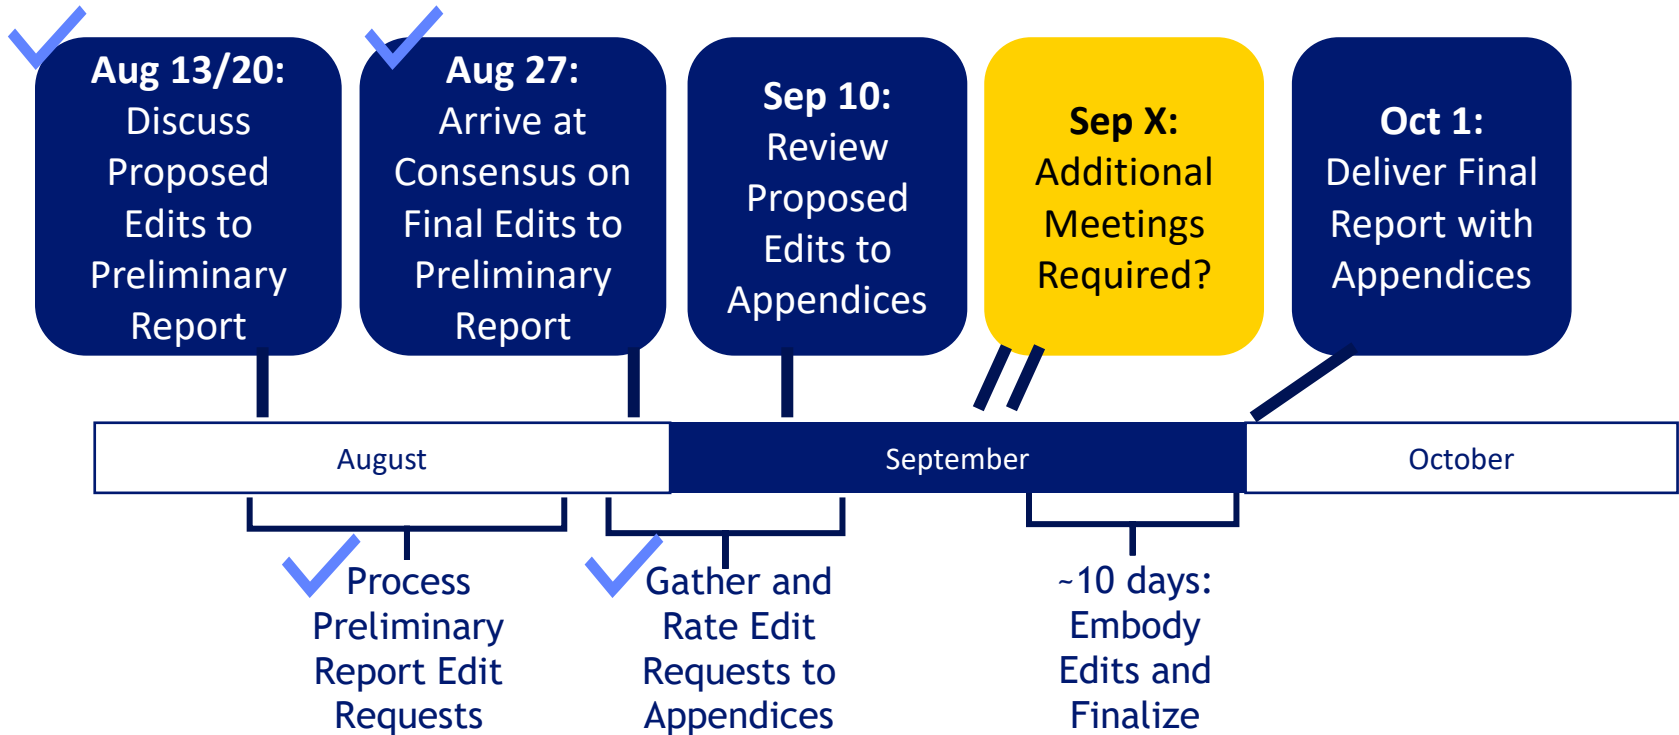 Aug 13/20:
Discuss
Proposed
Edits to
Preliminary
Report
Aug 27:
Arrive at
Consensus on
Final Edits to
Preliminary
Report
Sep 10:
Review
Proposed
Edits to
Appendices
Sep X:
Additional
Meetings
Required?
Oct 1:
Deliver Final
Report with
Appendices
August
September
October
Process
Preliminary
Report Edit
Requests
Gather and
Rate Edit
Requests to
Appendices
~10 days:
Embody
Edits and
Finalize